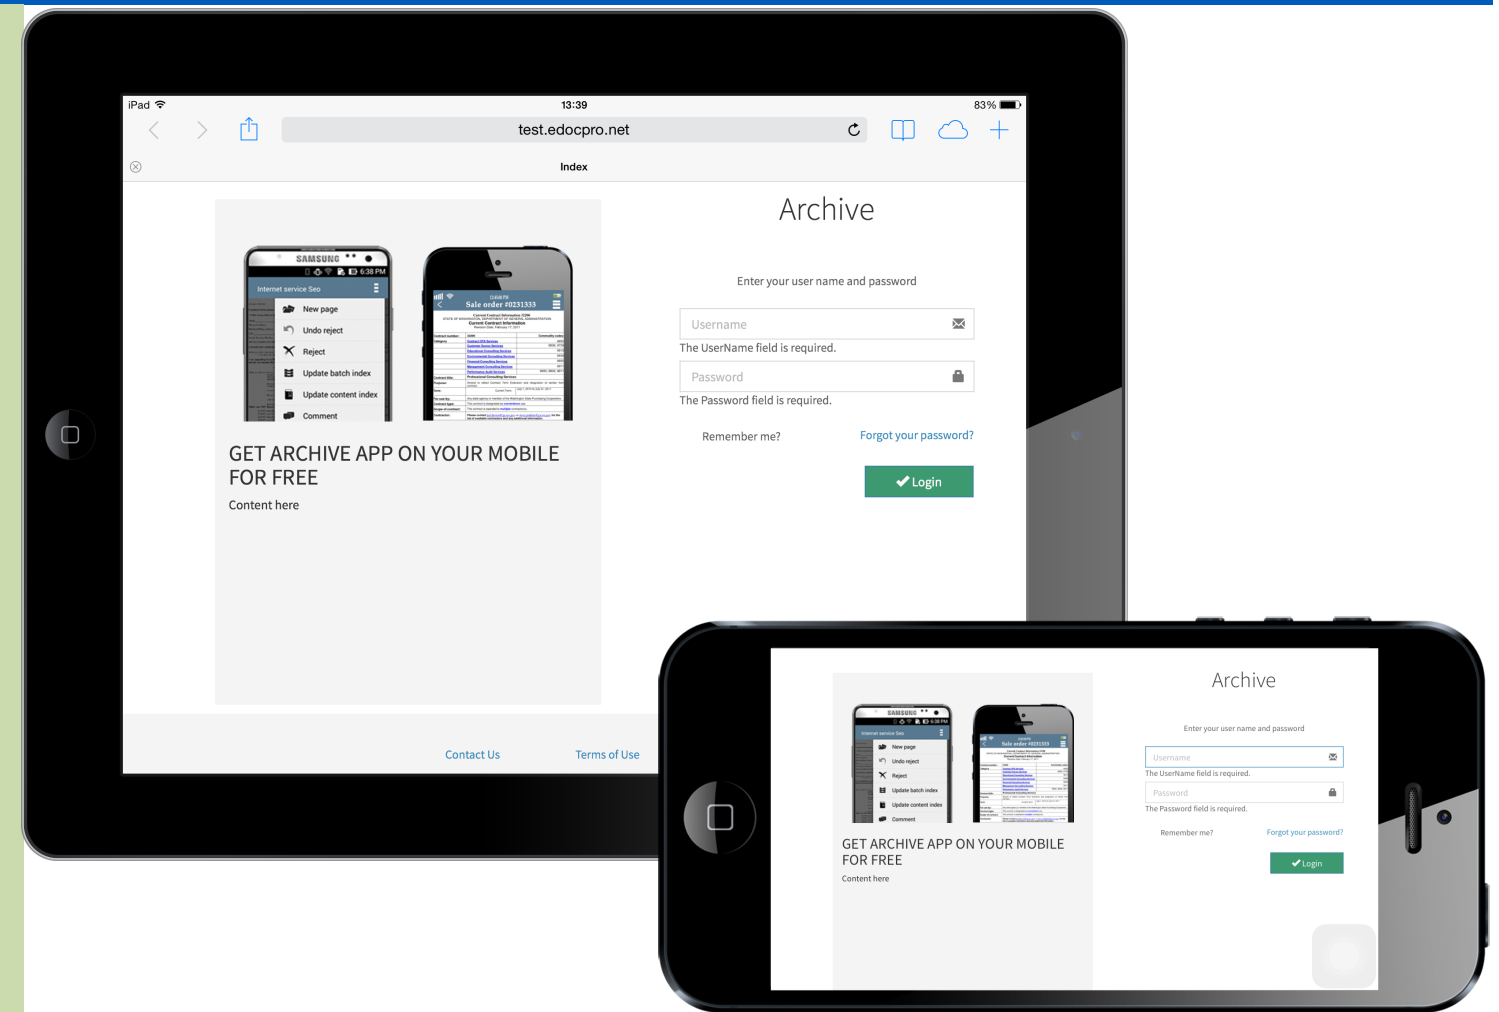 iPad
13:39
83%
test.edocpro.net
Index
SAMSUNG
6:38 PM
Internet service Seo
New page
Undo reject
Reject
Update batch index
Update content index
Comment
Sale order #0231333
Current Contract Information
GET ARCHIVE APP ON YOUR MOBILE
FOR FREE
Content here
Archive
Enter your user name and password
Username
The UserName field is required.
Password
The Password field is required.
Remember me?
Forgot your password?
Login
Contact Us
Terms of Use
SAMSUNG
6:38 PM
Internet service Seo
New page
Undo reject
Reject
Update batch index
Update content index
Comment
Sale order #0231333
GET ARCHIVE APP ON YOUR MOBILE
FOR FREE
Content here
Archive
Enter your user name and password
Username
The UserName field is required.
Password
The Password field is required.
Remember me?
Forgot your password?
Login